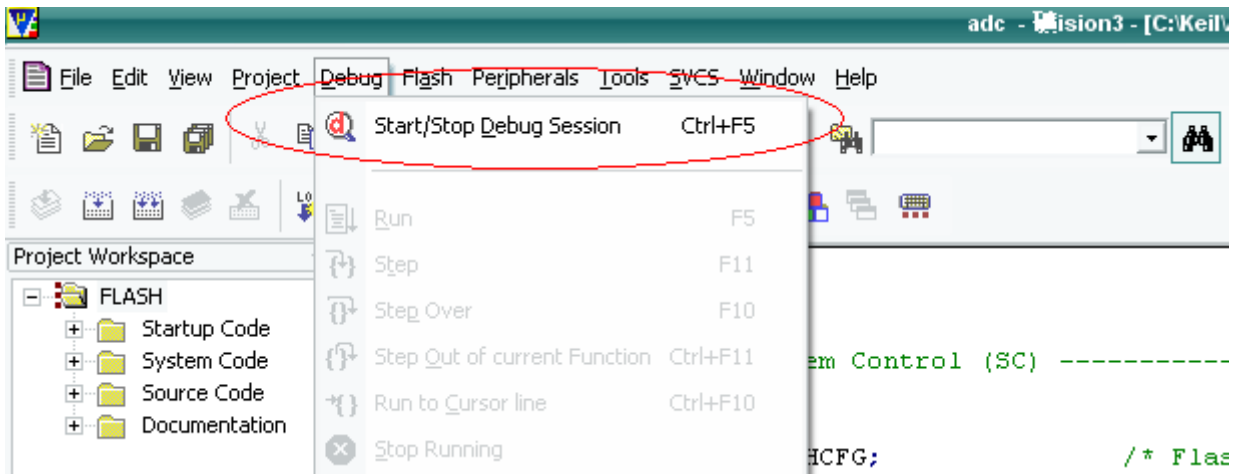 adc - µVision3 - [C:\Keil\
File Edit View Project Debug Flash Peripherals Tools SVCS Window Help
Start/Stop Debug Session Ctrl+F5
Run F5
Step F11
Step Over F10
Step Out of current Function Ctrl+F11
Run to Cursor line Ctrl+F10
Stop Running
Project Workspace
FLASH
Startup Code
System Code
Source Code
Documentation
em Control (SC) -----------
HCFG; /* Flas